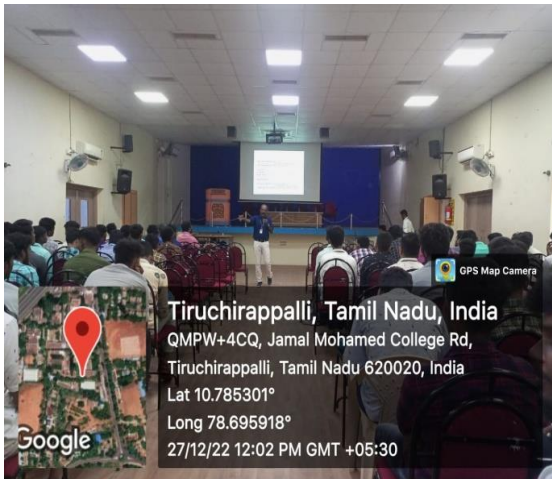 GPS Map Camera
Tiruchirappalli, Tamil Nadu, India
QMPW+4CQ, Jamal Mohamed College Rd,
Tiruchirappalli, Tamil Nadu 620020, India
Lat 10.785301°
Long 78.695918°
27/12/22 12:02 PM GMT +05:30
Google